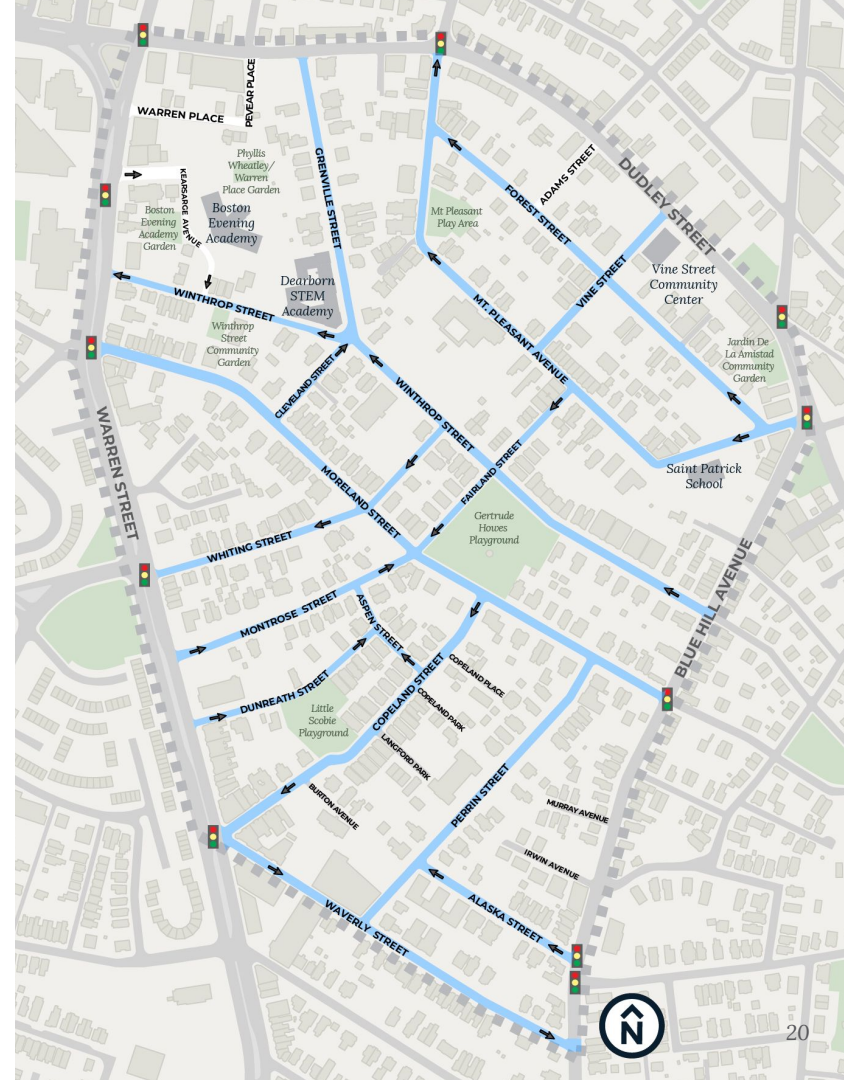 PEVEAR PLACE
WARREN PLACE
Phyllis
Wheatley/
Warren
Place Garden
GRENVILLE STREET
ADAMS STREET
DUDLEY STREET
KEARSARGE AVENUE
Boston
Evening
Academy
Garden
Boston
Evening
Academy
Mt Pleasant
Play Area
FOREST STREET
Vine Street
Community
Center
VINE STREET
Dearborn
STEM
Academy
WINTHROP STREET
Winthrop
Street
Community
Garden
MT. PLEASANT AVENUE
Jardin De
La Amistad
Community
Garden
CLEVELAND STREET
WINTHROP STREET
WARREN STREET
MORELAND STREET
FAIRLAND STREET
Saint Patrick
School
Gertrude
Howes
Playground
WHITING STREET
BLUE HILL AVENUE
MONTROSE STREET
ASPEN STREET
COPELAND PLACE
DUNREATH STREET
COPELAND STREET
COPELAND PARK
Little
Scobie
Playground
LANGFORD PARK
BURTON AVENUE
PERRIN STREET
MURRAY AVENUE
IRWIN AVENUE
ALASKA STREET
WAVERLY STREET
N
20